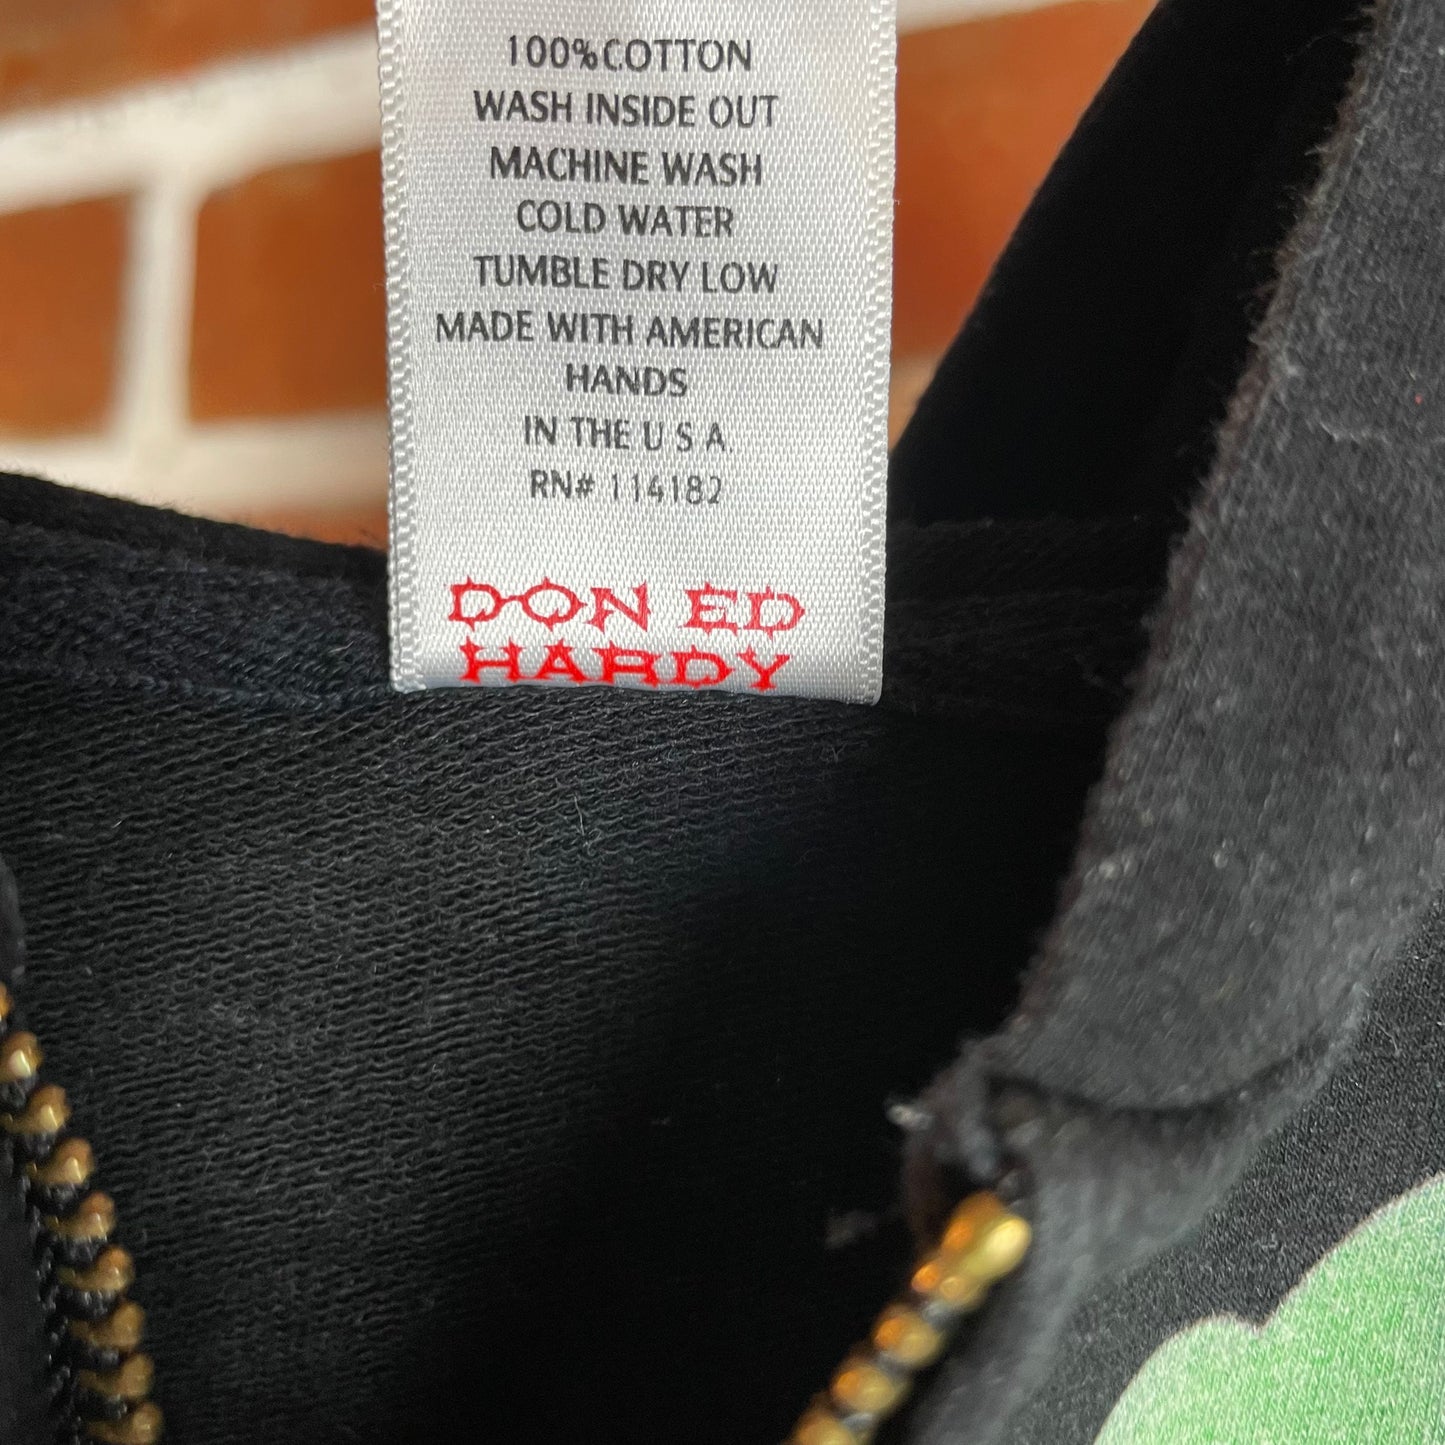 100%COTTON
WASH INSIDE OUT
MACHINE WASH
COLD WATER
TUMBLE DRY LOW
MADE WITH AMERICAN
HANDS
IN THE U S A.
RN# 114182
DON ED
HARDY